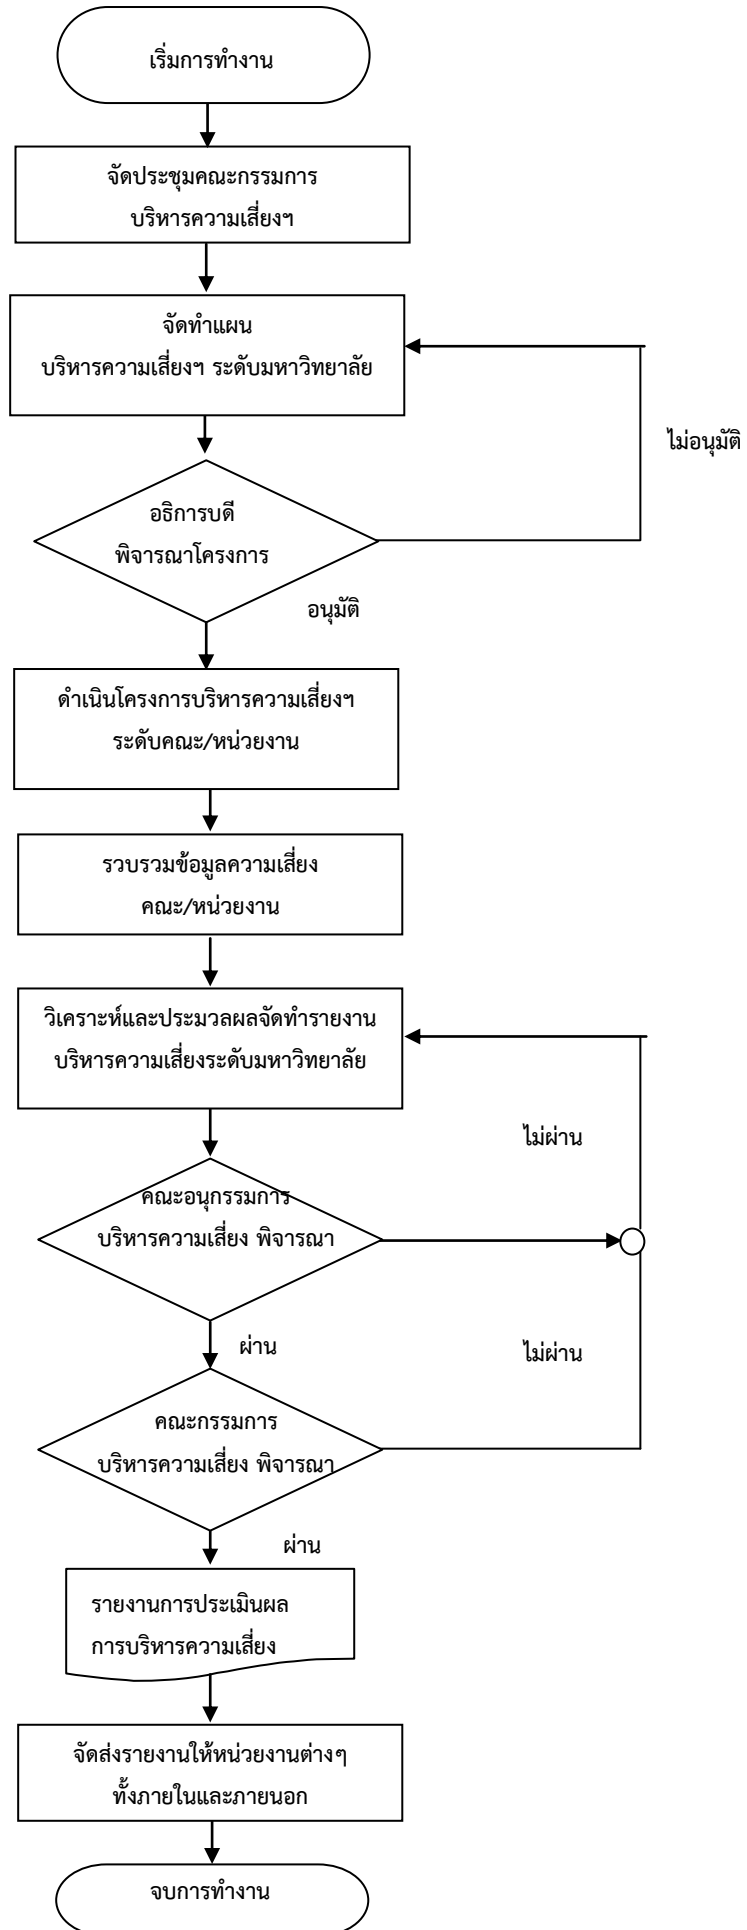 เริ่มการทำงาน
จัดประชุมคณะกรรมการ
บริหารความเสี่ยงฯ
จัดทำแผน
บริหารความเสี่ยงฯ ระดับมหาวิทยาลัย
ไม่อนุมัติ
อธิการบดี
พิจารณาโครงการ
อนุมัติ
ดำเนินโครงการบริหารความเสี่ยงฯ
ระดับคณะ/หน่วยงาน
รวบรวมข้อมูลความเสี่ยง
คณะ/หน่วยงาน
วิเคราะห์และประมวลผลจัดทำรายงาน
บริหารความเสี่ยงระดับมหาวิทยาลัย
ไม่ผ่าน
คณะอนุกรรมการ
บริหารความเสี่ยง พิจารณา
ผ่าน
ไม่ผ่าน
คณะกรรมการ
บริหารความเสี่ยง พิจารณา
ผ่าน
รายงานการประเมินผล
การบริหารความเสี่ยง
จัดส่งรายงานให้หน่วยงานต่างๆ
ทั้งภายในและภายนอก
จบการทำงาน